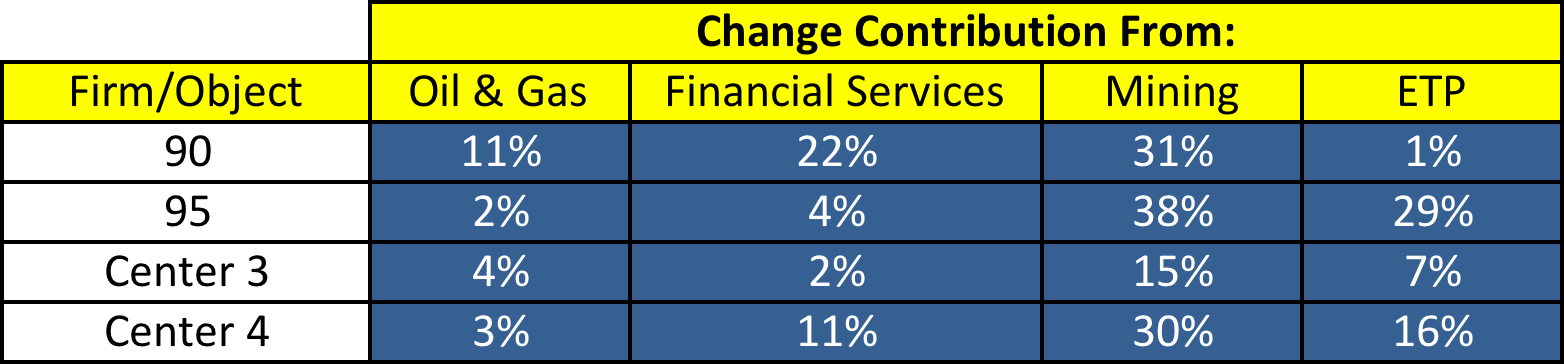 Change Contribution From:
Firm/Object Oil & Gas Financial Services Mining ETP
90 11% 22% 31% 1%
95 2% 4% 38% 29%
Center 3 4% 2% 15% 7%
Center 4 3% 11% 30% 16%